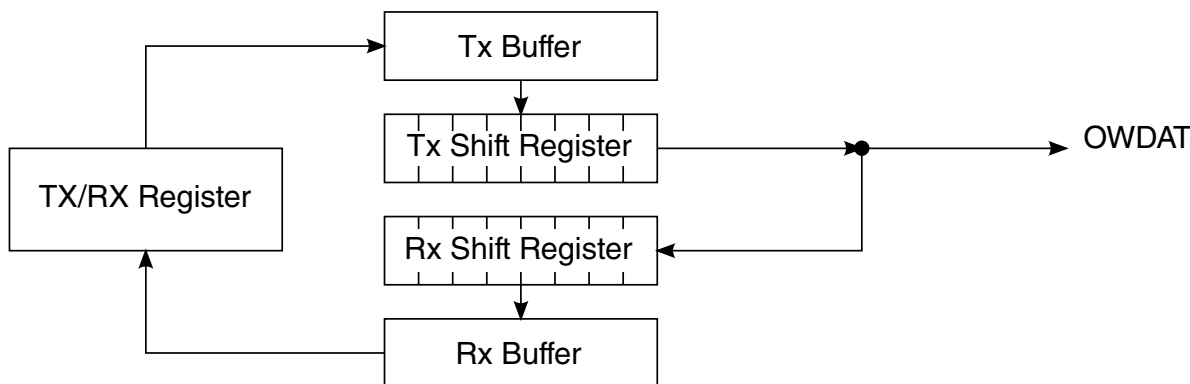 Tx Buffer
Tx Shift Register
OWDAT
TX/RX Register
Rx Shift Register
Rx Buffer